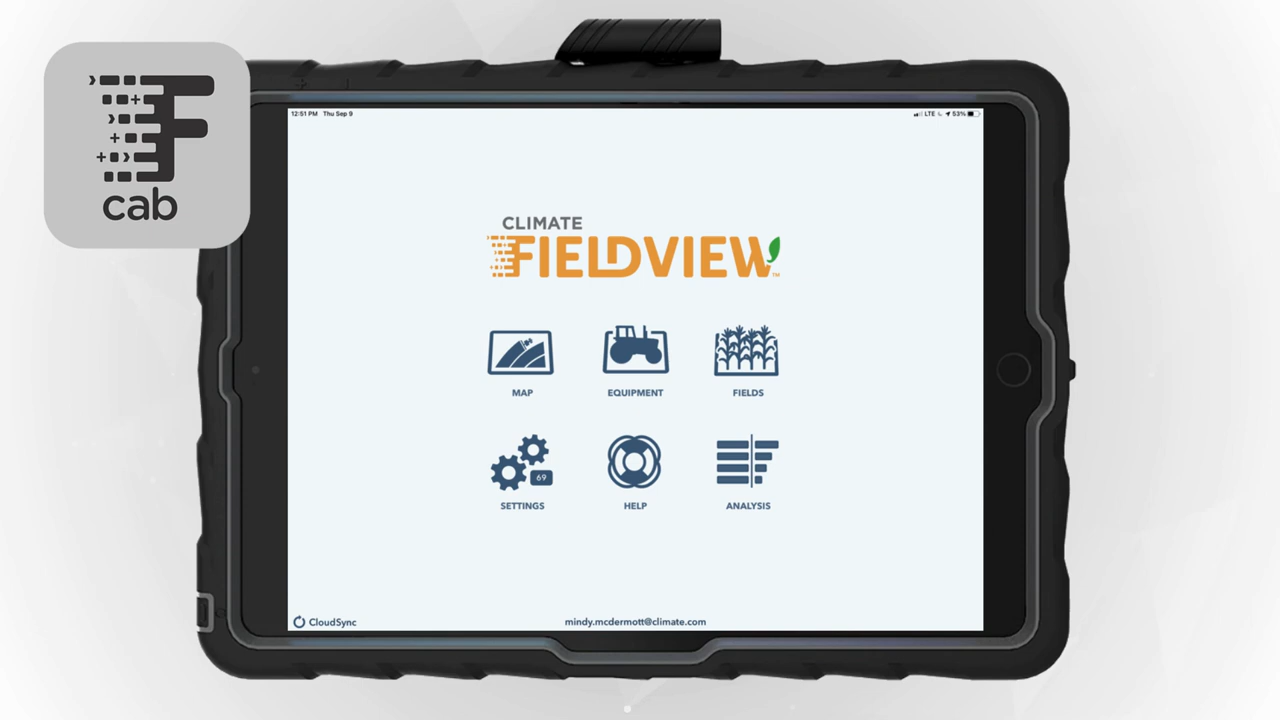 F
cab
12:51 PM Thu Sep 9
LTE 53%
CLIMATE
FIELDVIEW™
MAP
EQUIPMENT
FIELDS
69
SETTINGS
HELP
ANALYSIS
CloudSync
mindy.mcdermott@climate.com